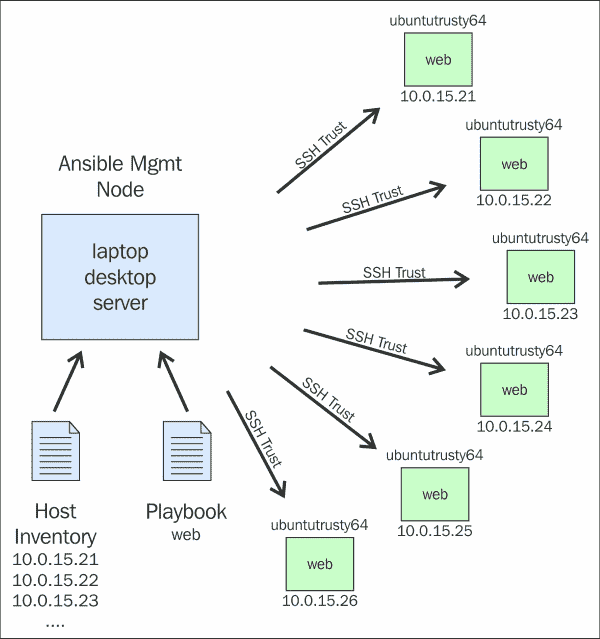 ubuntutrusty64
web
10.0.15.21
SSH Trust
ubuntutrusty64
web
10.0.15.22
SSH Trust
Ansible Mgmt
Node
laptop
desktop
server
ubuntutrusty64
web
10.0.15.23
SSH Trust
ubuntutrusty64
web
10.0.15.24
SSH Trust
ubuntutrusty64
web
10.0.15.25
SSH Trust
ubuntutrusty64
web
10.0.15.26
SSH Trust
Host
Inventory
10.0.15.21
10.0.15.22
10.0.15.23
....
Playbook
web